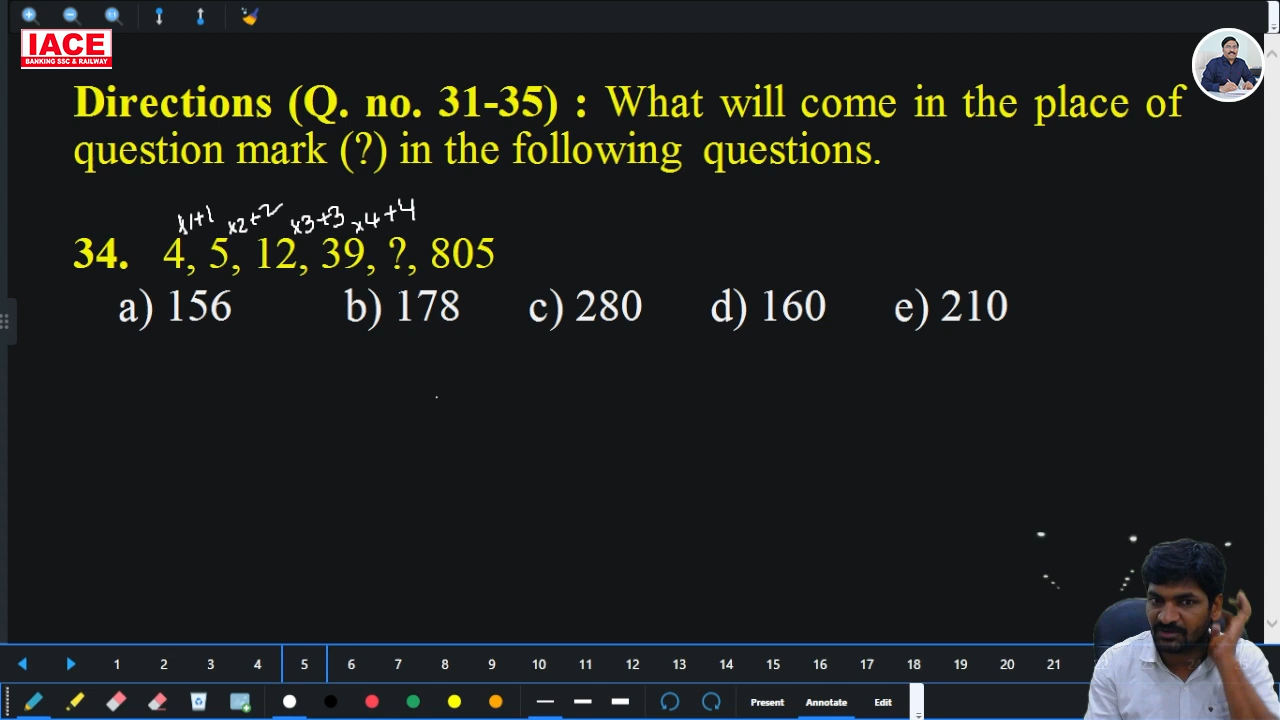 IACE
BANKING SSC & RAILWAY
Directions (Q. no. 31-35) : What will come in the place of
question mark (?) in the following questions.
x1+1 x2+2 x3+3 x4+4
34. 4, 5, 12, 39, ?, 805
a) 156 b) 178 c) 280 d) 160 e) 210
1 2 3 4 5 6 7 8 9 10 11 12 13 14 15 16 17 18 19 20 21
Present Annotate Edit